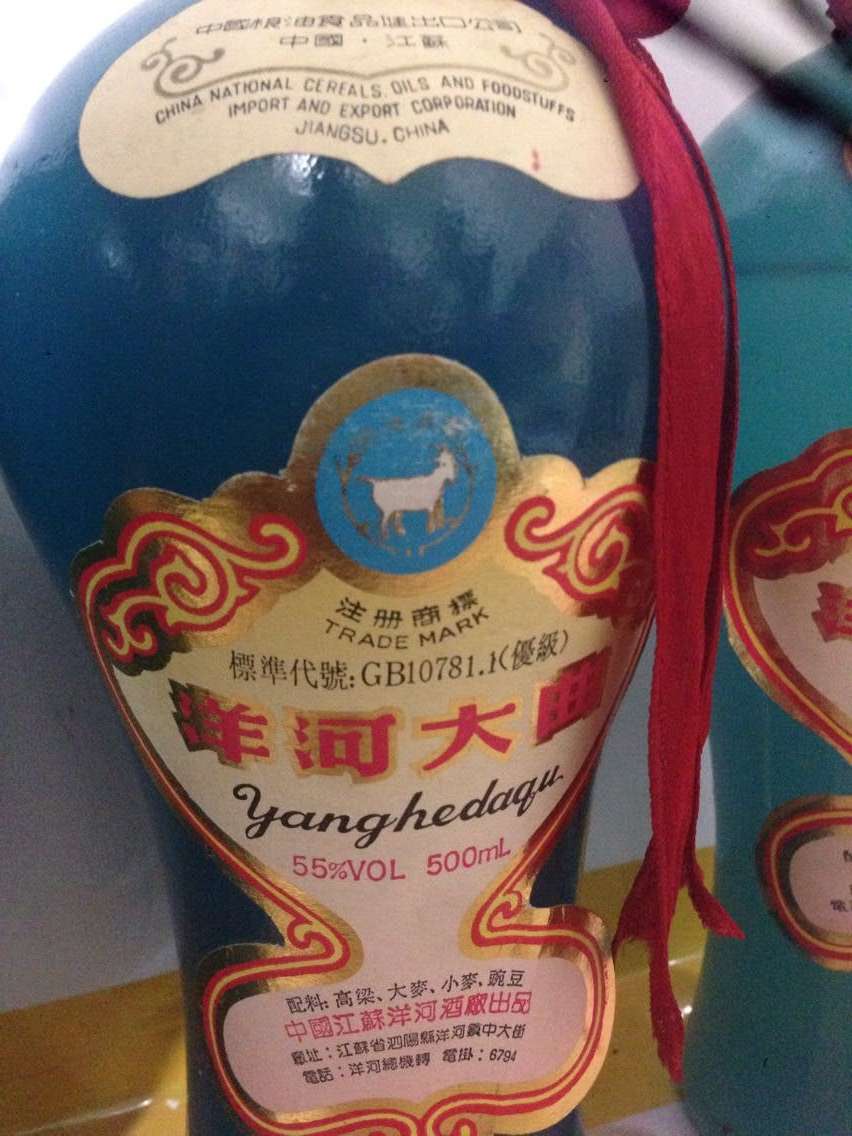 中國粮油食品進出口公司
中國·江蘇
CHINA NATIONAL CEREALS, OILS AND FOODSTUFFS
IMPORT AND EXPORT CORPORATION
JIANGSU. CHINA
注册商標
TRADE MARK
標準代號:GB10781.1(優級)
洋河大曲
Yanghedaqu
55%VOL 500mL
配料:高梁、大麥、小麥、豌豆
中國江蘇洋河酒厰出品
厰址:江蘇省泗陽縣洋河鎮中大街
電話:洋河總機轉 電掛:6794